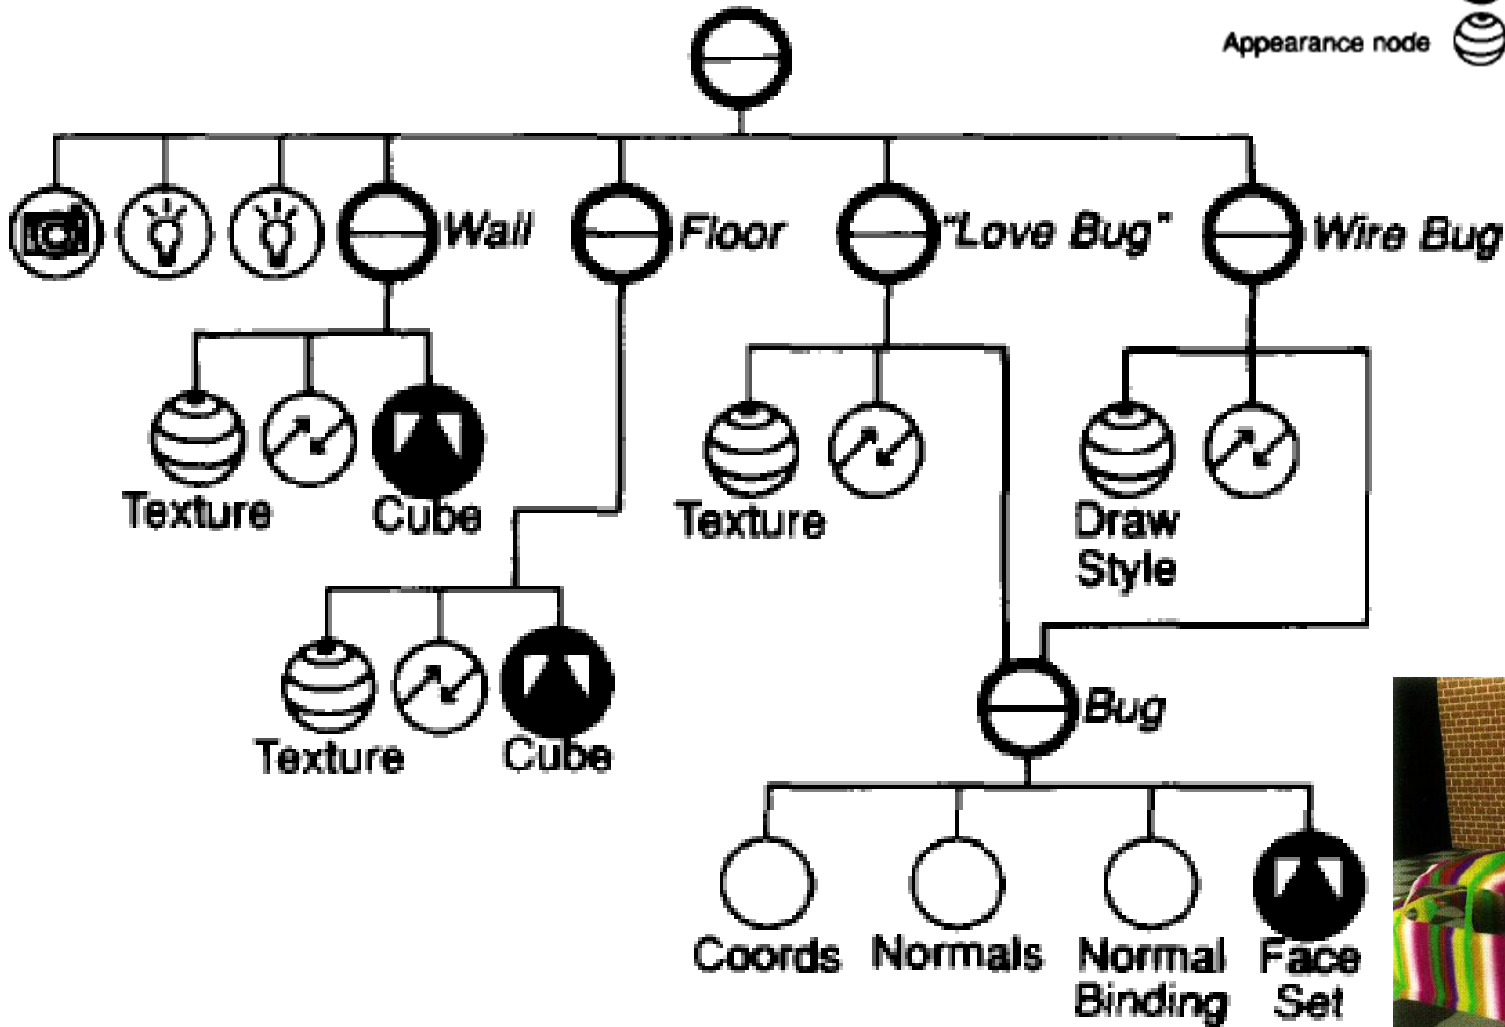 Appearance node
Wall
Floor
"Love Bug"
Wire Bug
Texture
Cube
Texture
Draw
Style
Texture
Cube
Bug
Coords
Normals
Normal
Binding
Face
Set